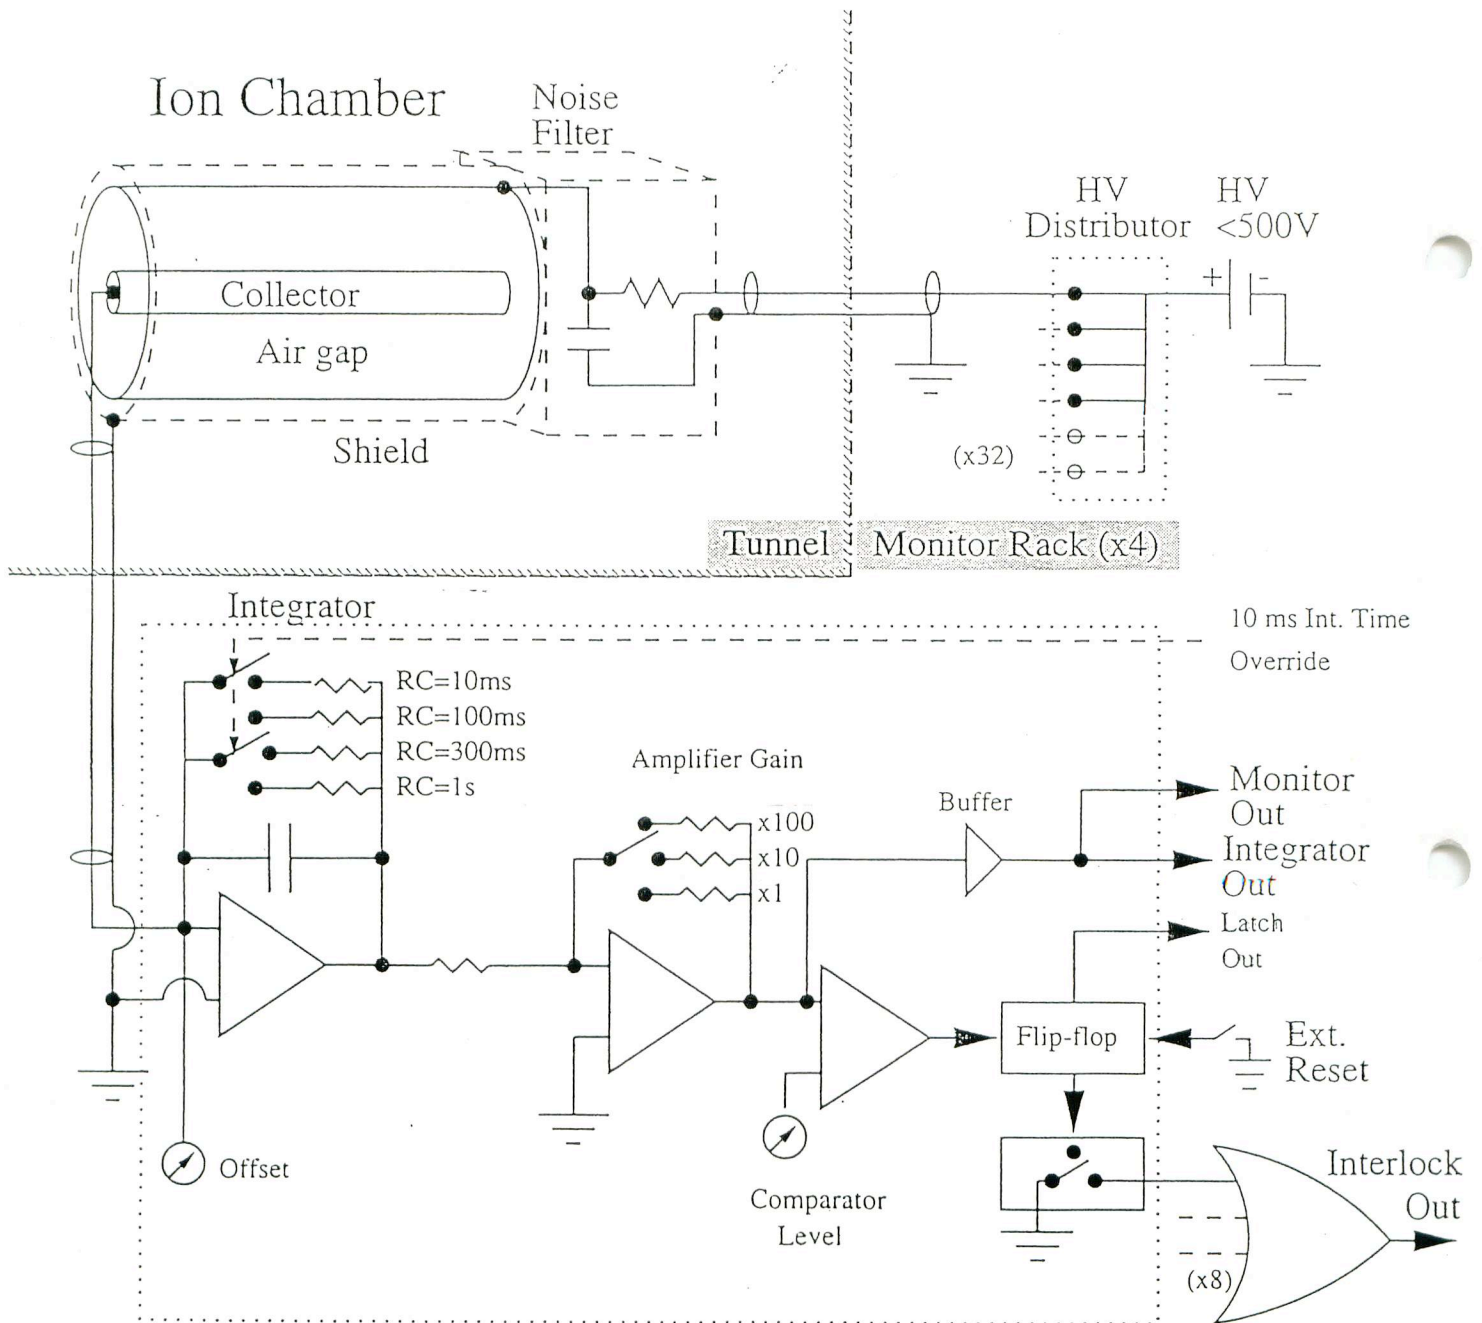 Ion Chamber
Noise
Filter
HV
Distributor
HV
<500V
+
-
Collector
Air gap
Shield
(x32)
Tunnel
Monitor Rack (x4)
Integrator
10 ms Int. Time
Override
RC=10ms
RC=100ms
RC=300ms
RC=1s
Amplifier Gain
x100
x10
x1
Buffer
Monitor
Out
Integrator
Out
Latch
Out
Flip-flop
Ext.
Reset
Offset
Comparator
Level
Interlock
Out
(x8)